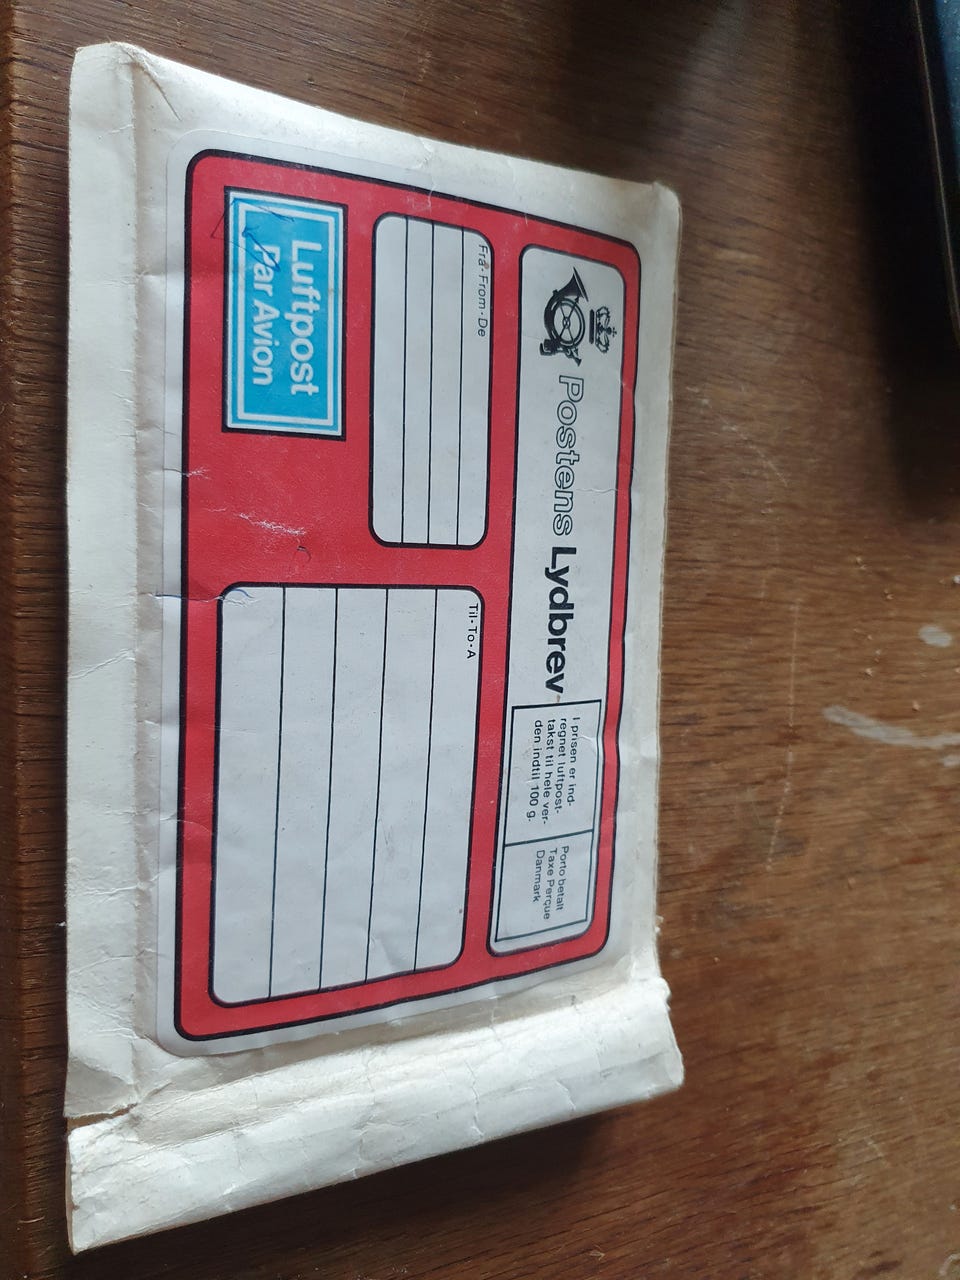 Postens Lydbrev
I prisen er ind-
regnet luftpost-
takst til hele ver-
den indtil 100 g.
Porto betalt
Taxe perçue
Danmark
Fra·From·De
Til·To·A
Luftpost
Par Avion